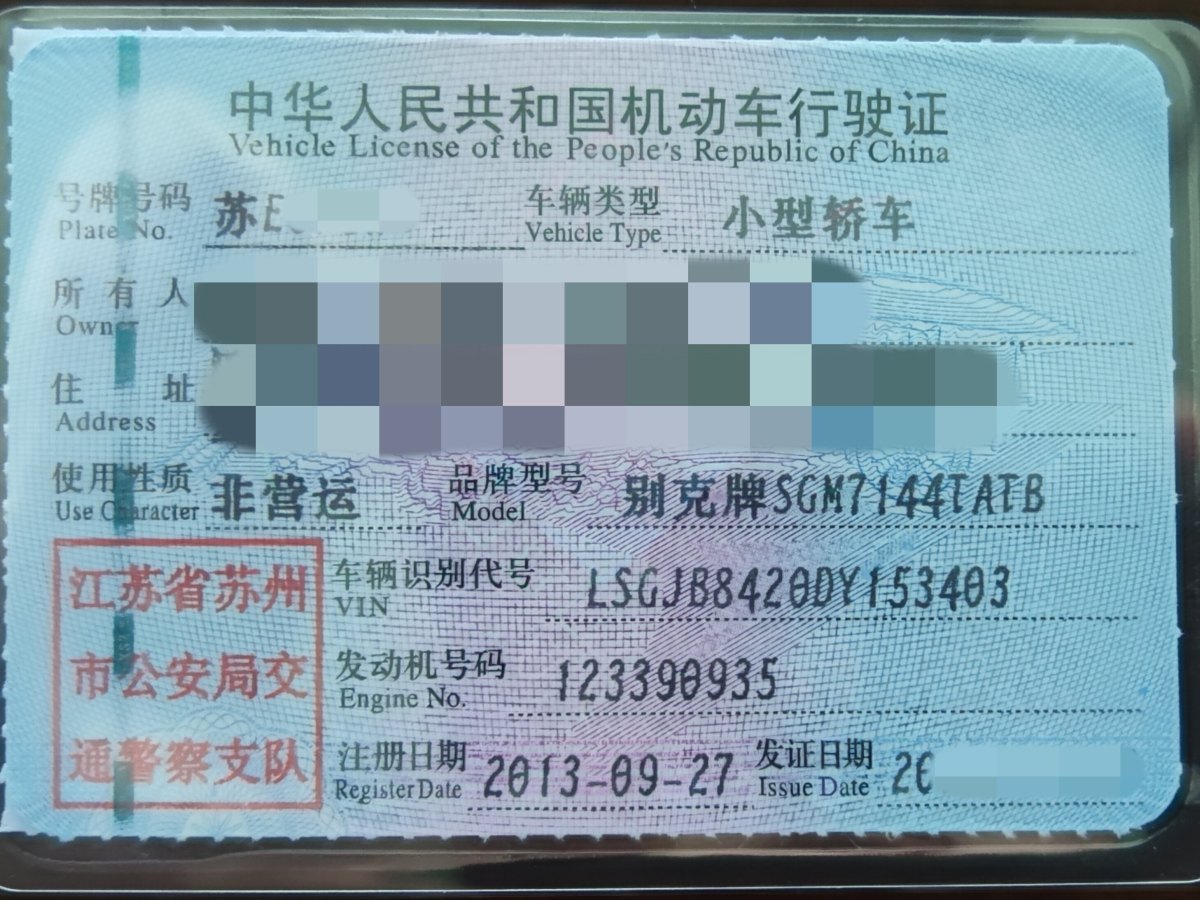 中华人民共和国机动车行驶证
Vehicle License of the People's Republic of China
号牌号码 苏E 车辆类型 小型轿车
Plate No. Vehicle Type
所有人
Owner
住址
Address
使用性质 非营运 品牌型号 别克牌SGM7144TATB
Use Character Model
江苏省苏州
市公安局交
通警察支队
车辆识别代号 LSGJB8420DY153403
VIN
发动机号码 123390935
Engine No.
注册日期 2013-09-27 发证日期 20
Register Date Issue Date